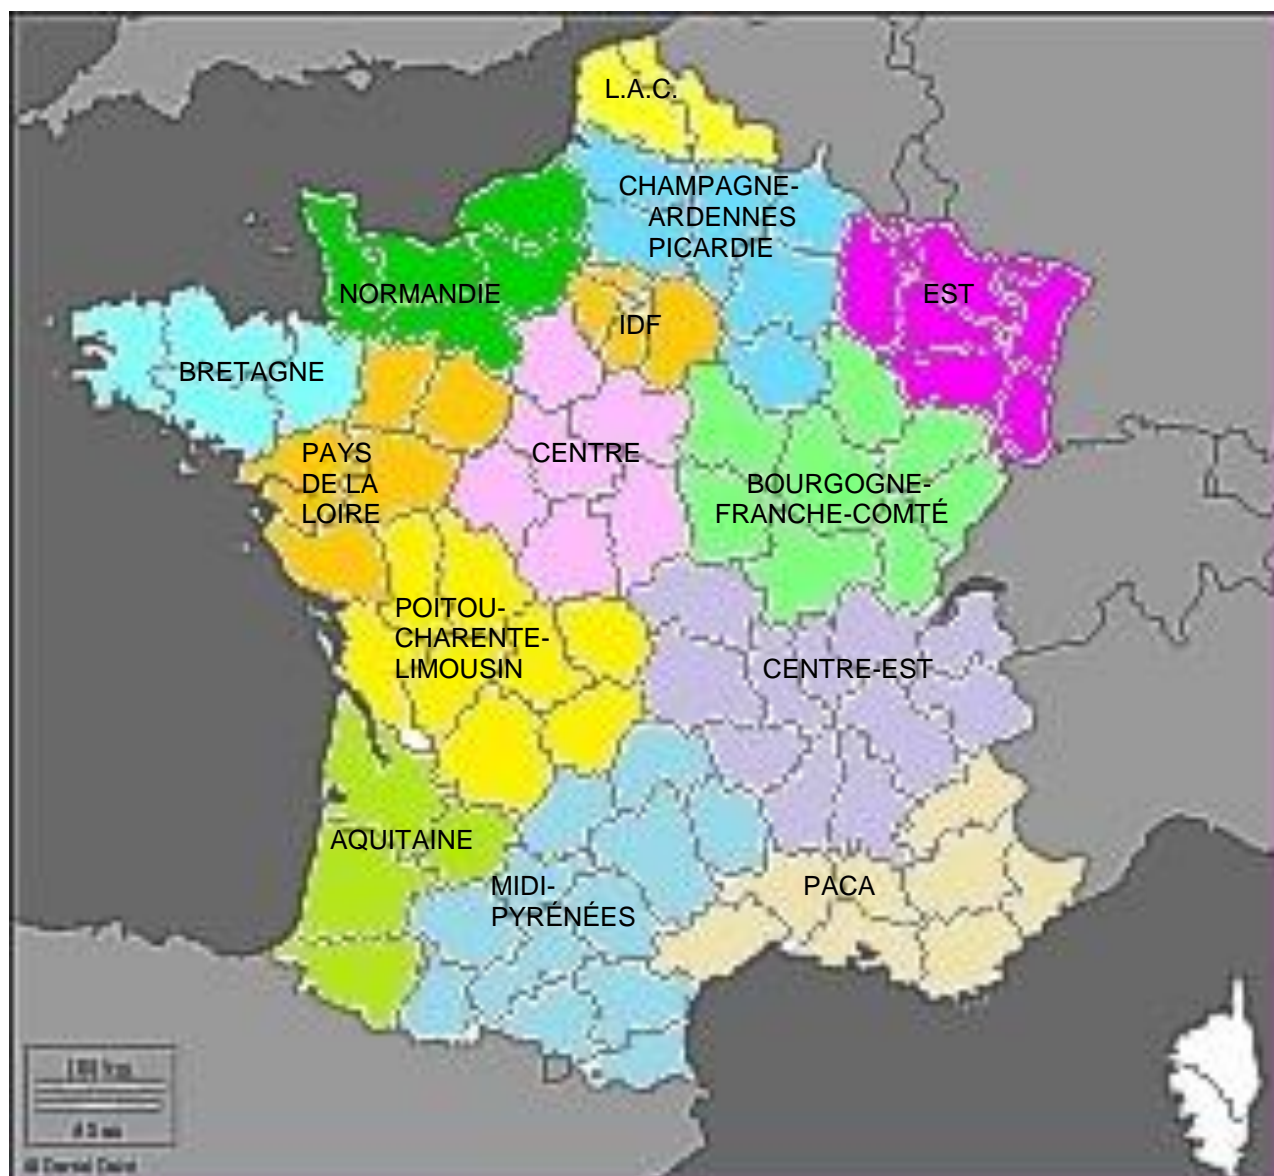 L.A.C.
CHAMPAGNE-
ARDENNES
PICARDIE
NORMANDIE
IDF
EST
BRETAGNE
PAYS
DE LA
LOIRE
CENTRE
BOURGOGNE-
FRANCHE-COMTÉ
POITOU-
CHARENTE-
LIMOUSIN
CENTRE-EST
AQUITAINE
MIDI-
PYRÉNÉES
PACA